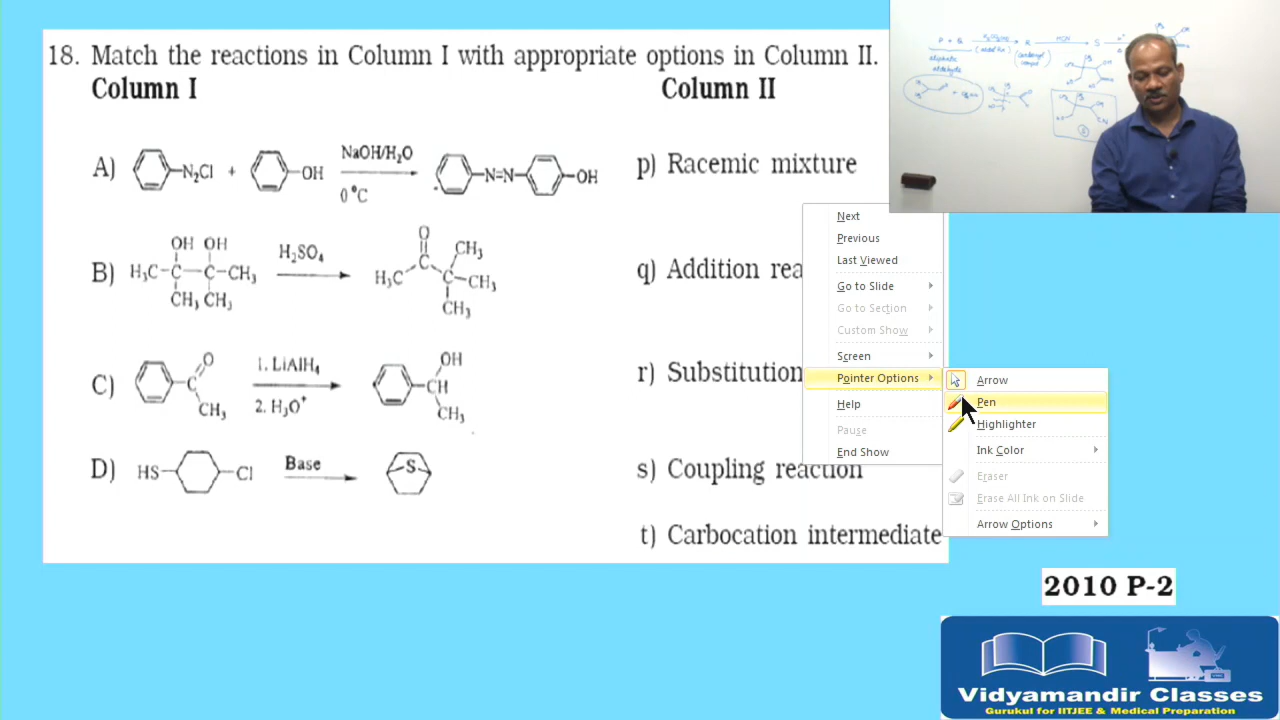 18. Match the reactions in Column I with appropriate options in Column II.
Column I Column II
A) N₂Cl + OH NaOH/H₂O 0°C N=N OH p) Racemic mixture
B) OH OH H₃C-C-C-CH₃ CH₃ CH₃ H₂SO₄ O H₃C C CH₃ C-CH₃ CH₃ q) Addition rea
C) O C CH₃ 1. LiAlH₄ 2. H₃O⁺ OH CH CH₃ r) Substitution
D) HS Cl Base S s) Coupling reaction
t) Carbocation intermediate
Next
Previous
Last Viewed
Go to Slide
Go to Section
Custom Show
Screen
Pointer Options
Help
Pause
End Show
Arrow
Pen
Highlighter
Ink Color
Eraser
Erase All Ink on Slide
Arrow Options
2010 P-2
Vidyamandir Classes
Gurukul for IITJEE & Medical Preparation